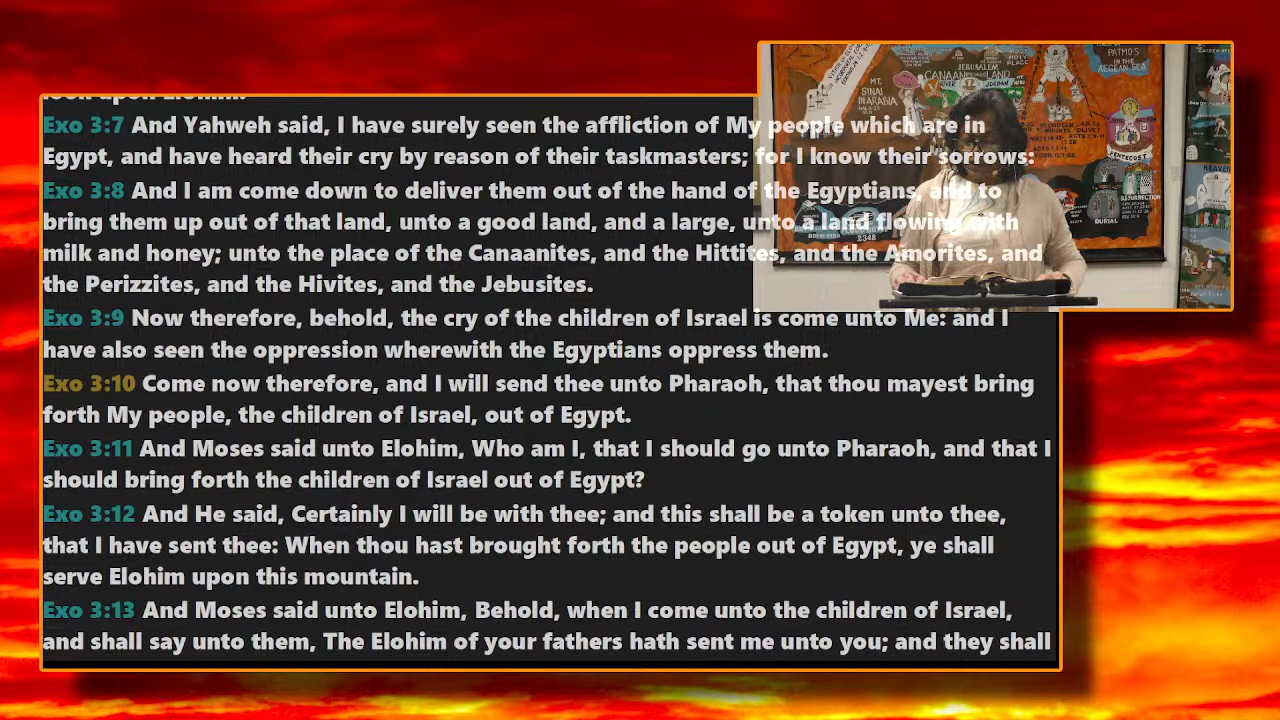 look upon Elohim.
Exo 3:7 And Yahweh said, I have surely seen the affliction of My people which are in
Egypt, and have heard their cry by reason of their taskmasters; for I know their sorrows:
Exo 3:8 And I am come down to deliver them out of the hand of the Egyptians, and to
bring them up out of that land, unto a good land, and a large, unto a land flowing with
milk and honey; unto the place of the Canaanites, and the Hittites, and the Amorites, and
the Perizzites, and the Hivites, and the Jebusites.
Exo 3:9 Now therefore, behold, the cry of the children of Israel is come unto Me: and I
have also seen the oppression wherewith the Egyptians oppress them.
Exo 3:10 Come now therefore, and I will send thee unto Pharaoh, that thou mayest bring
forth My people, the children of Israel, out of Egypt.
Exo 3:11 And Moses said unto Elohim, Who am I, that I should go unto Pharaoh, and that I
should bring forth the children of Israel out of Egypt?
Exo 3:12 And He said, Certainly I will be with thee; and this shall be a token unto thee,
that I have sent thee: When thou hast brought forth the people out of Egypt, ye shall
serve Elohim upon this mountain.
Exo 3:13 And Moses said unto Elohim, Behold, when I come unto the children of Israel,
and shall say unto them, The Elohim of your fathers hath sent me unto you; and they shall
MT.
SINAI
IN ARABIA
JERUSALEM
CANAAN LAND
RIVER JORDAN
HOLY
PLACE
PATMOS
IN THE
AEGEAN SEA
PENTECOST
RESURRECTION
BURIAL
HEAVEN
2348